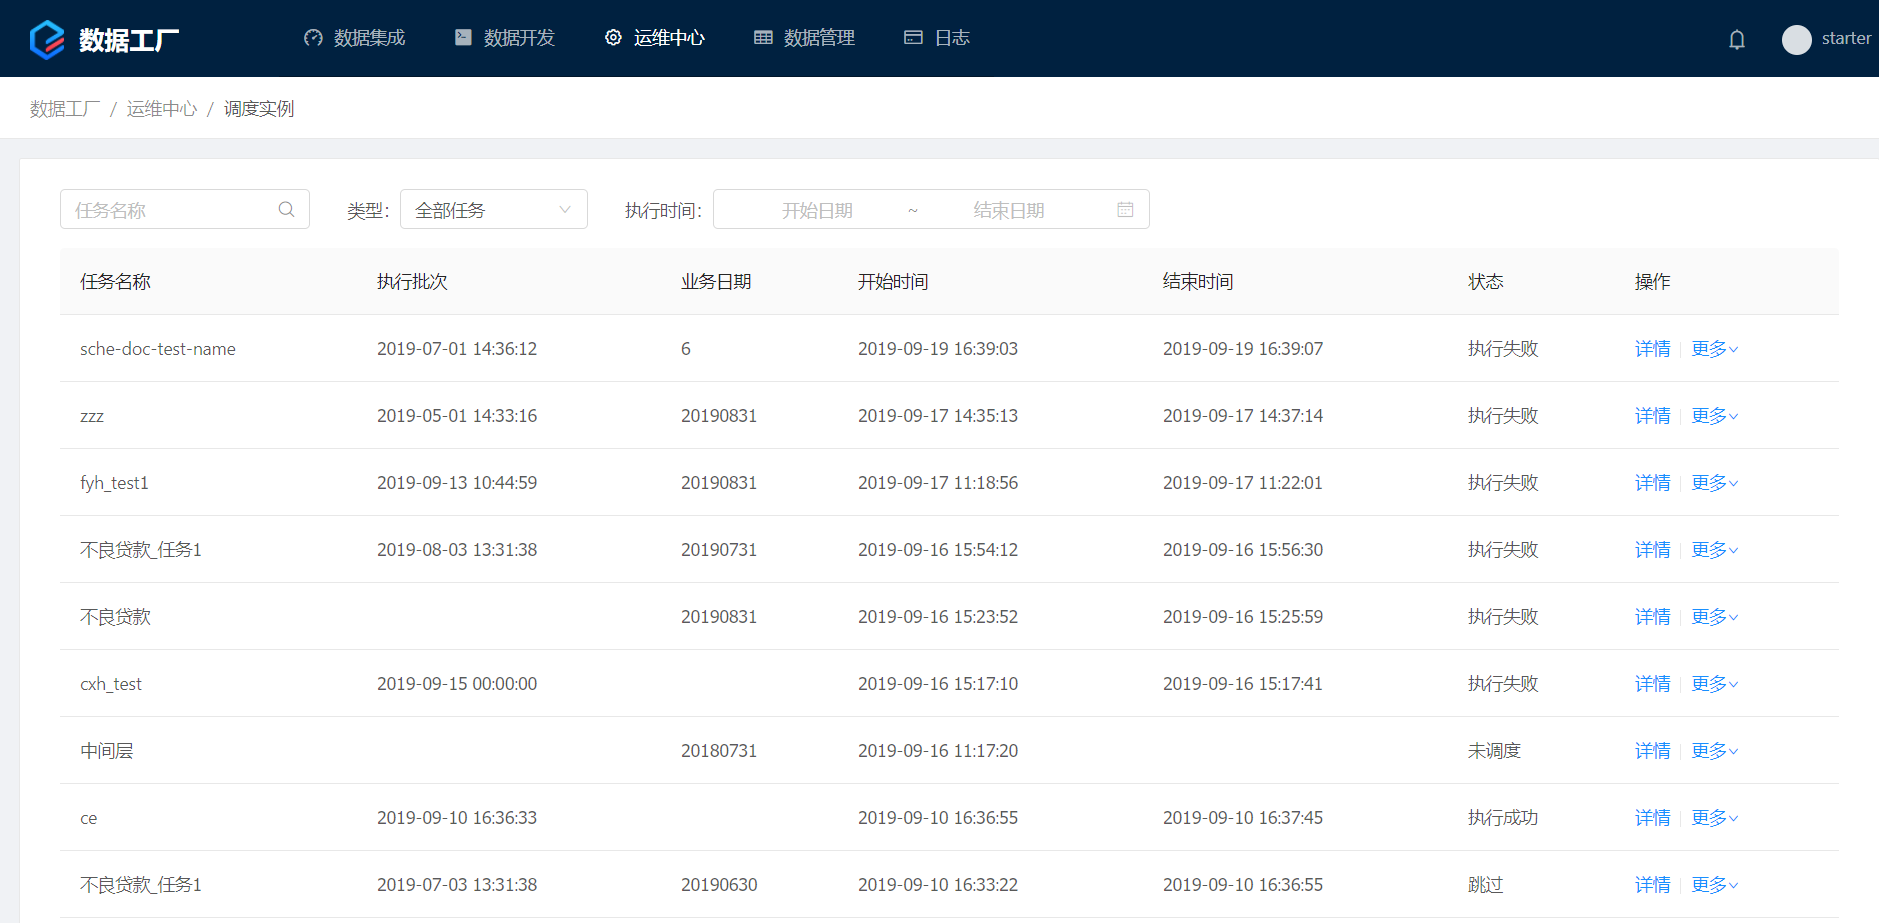 数据工厂 数据集成 数据开发 运维中心 数据管理 日志 starter
数据工厂 / 运维中心 / 调度实例
任务名称 类型: 全部任务 执行时间: 开始日期 ~ 结束日期
任务名称 执行批次 业务日期 开始时间 结束时间 状态 操作
sche-doc-test-name 2019-07-01 14:36:12 6 2019-09-19 16:39:03 2019-09-19 16:39:07 执行失败 详情 更多
zzz 2019-05-01 14:33:16 20190831 2019-09-17 14:35:13 2019-09-17 14:37:14 执行失败 详情 更多
fyh_test1 2019-09-13 10:44:59 20190831 2019-09-17 11:18:56 2019-09-17 11:22:01 执行失败 详情 更多
不良贷款_任务1 2019-08-03 13:31:38 20190731 2019-09-16 15:54:12 2019-09-16 15:56:30 执行失败 详情 更多
不良贷款 20190831 2019-09-16 15:23:52 2019-09-16 15:25:59 执行失败 详情 更多
cxh_test 2019-09-15 00:00:00 2019-09-16 15:17:10 2019-09-16 15:17:41 执行失败 详情 更多
中间层 20180731 2019-09-16 11:17:20 未调度 详情 更多
ce 2019-09-10 16:36:33 2019-09-10 16:36:55 2019-09-10 16:37:45 执行成功 详情 更多
不良贷款_任务1 2019-07-03 13:31:38 20190630 2019-09-10 16:33:22 2019-09-10 16:36:55 跳过 详情 更多